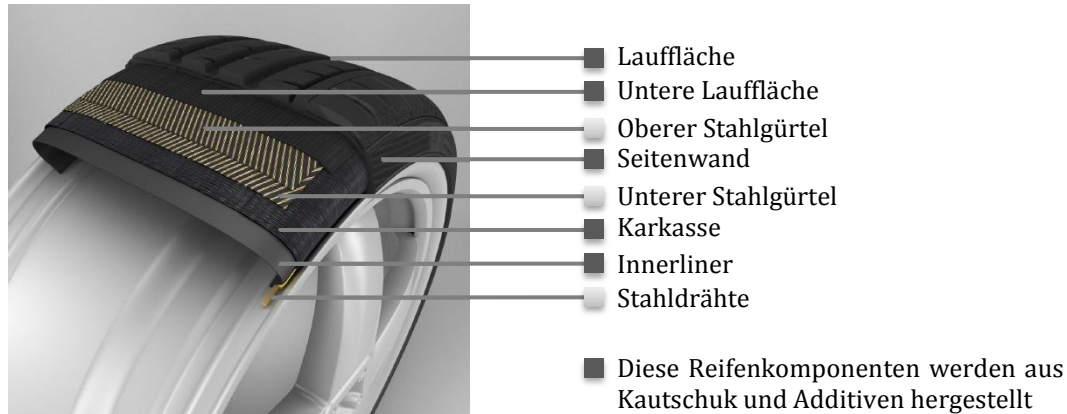 Lauffläche
Untere Lauffläche
Oberer Stahlgürtel
Seitenwand
Unterer Stahlgürtel
Karkasse
Innerliner
Stahldrähte
Diese Reifenkomponenten werden aus
Kautschuk und Additiven hergestellt